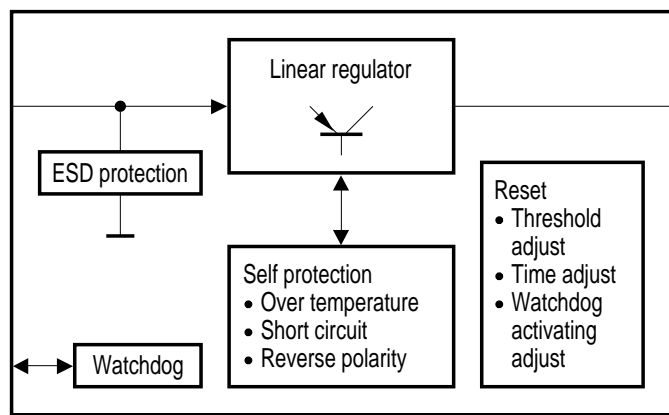 Linear regulator
ESD protection
Reset
• Threshold
adjust
• Time adjust
• Watchdog
activating
adjust
Self protection
• Over temperature
• Short circuit
• Reverse polarity
Watchdog